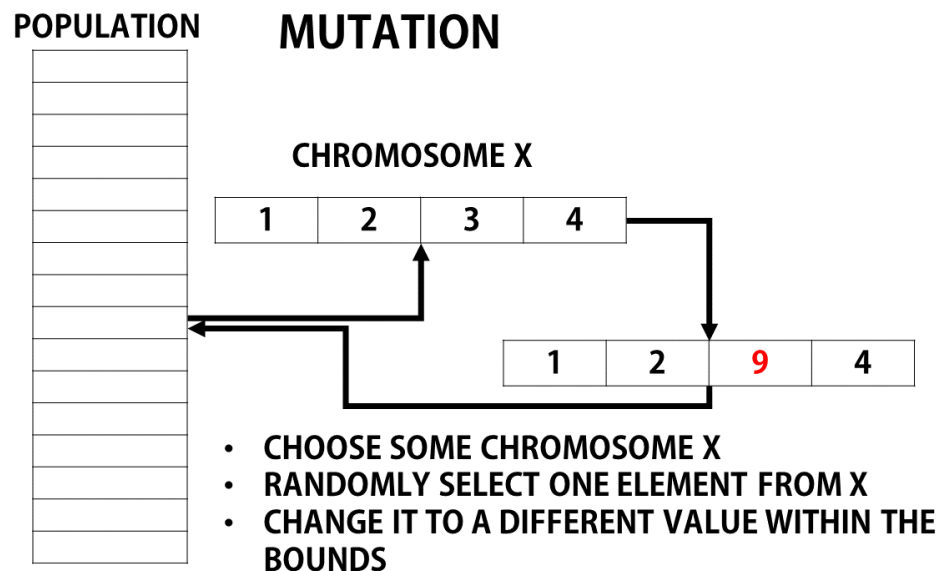 POPULATION
MUTATION
CHROMOSOME X
1 2 3 4
1 2 9 4
• CHOOSE SOME CHROMOSOME X
• RANDOMLY SELECT ONE ELEMENT FROM X
• CHANGE IT TO A DIFFERENT VALUE WITHIN THE
BOUNDS